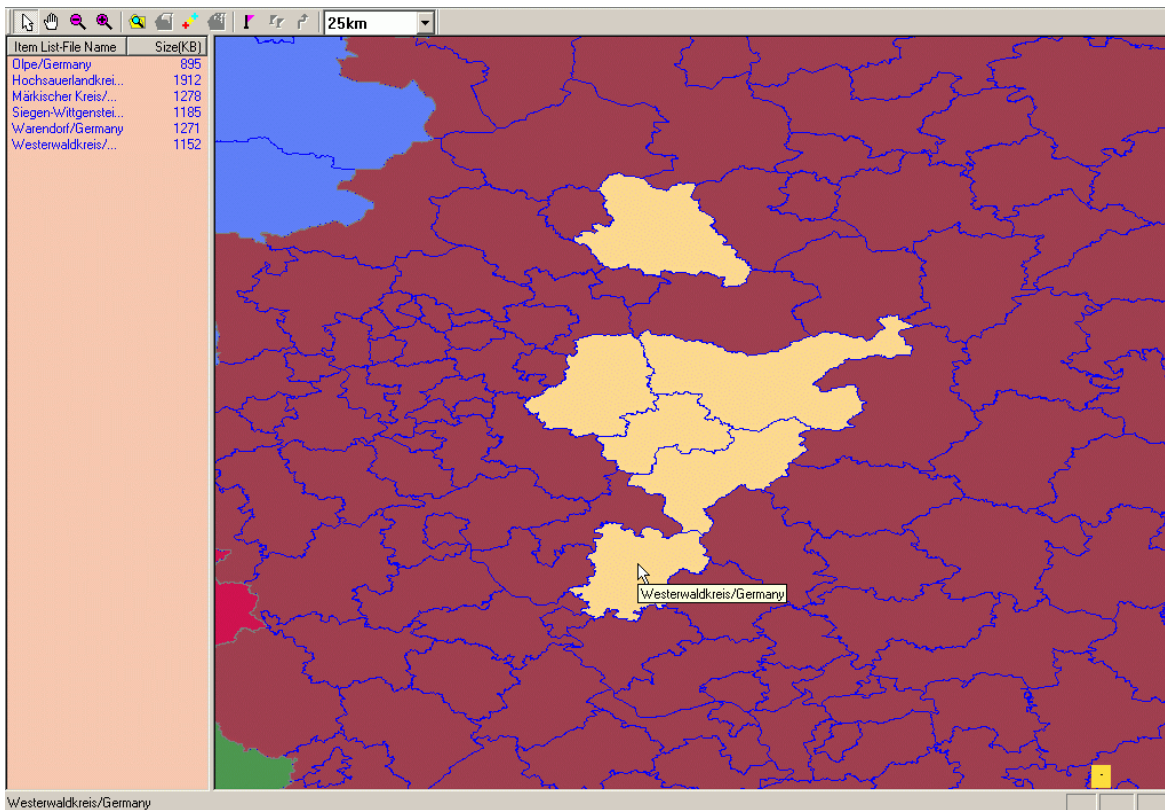 25km
Item List-File Name Size(KB)
Olpe/Germany 895
Hochsauerlandkrei... 1912
Märkischer Kreis/... 1278
Siegen-Wittgenstei... 1185
Warendorf/Germany 1271
Westerwaldkreis/... 1152
Westerwaldkreis/Germany
Westerwaldkreis/Germany